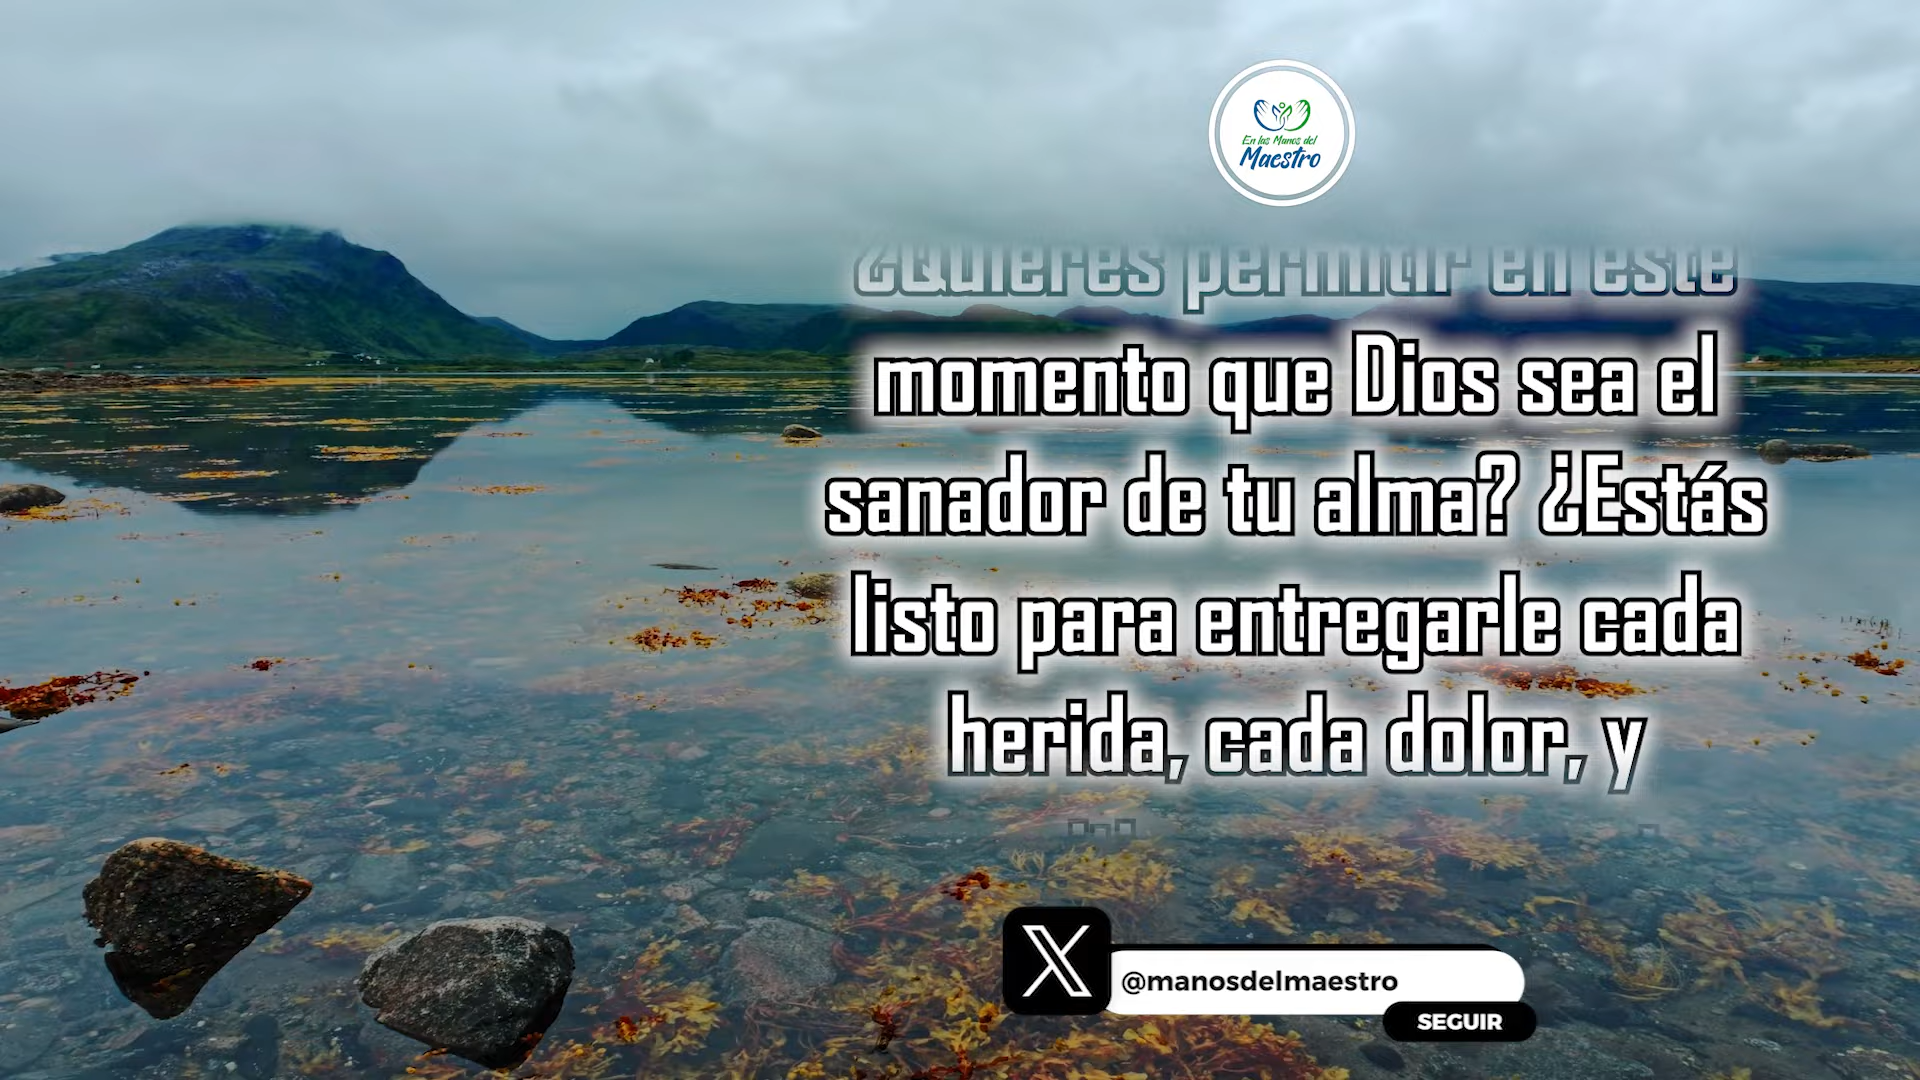 En las Manos del
Maestro
¿Quieres permitir en este
momento que Dios sea el
sanador de tu alma? ¿Estás
listo para entregarle cada
herida, cada dolor, y
@manosdelmaestro
SEGUIR